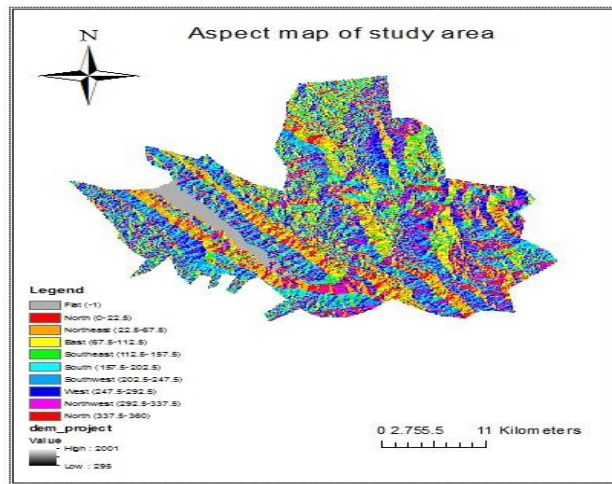 Aspect map of study area
N
Legend
Flat (-1)
North (0-22.5)
Northeast (22.5-67.5)
East (67.5-112.5)
Southeast (112.5-157.5)
South (157.5-202.5)
Southwest (202.5-247.5)
West (247.5-292.5)
Northwest (292.5-337.5)
North (337.5-360)
dem_project
Value
High : 2001
Low : 295
0 2.755.5 11 Kilometers